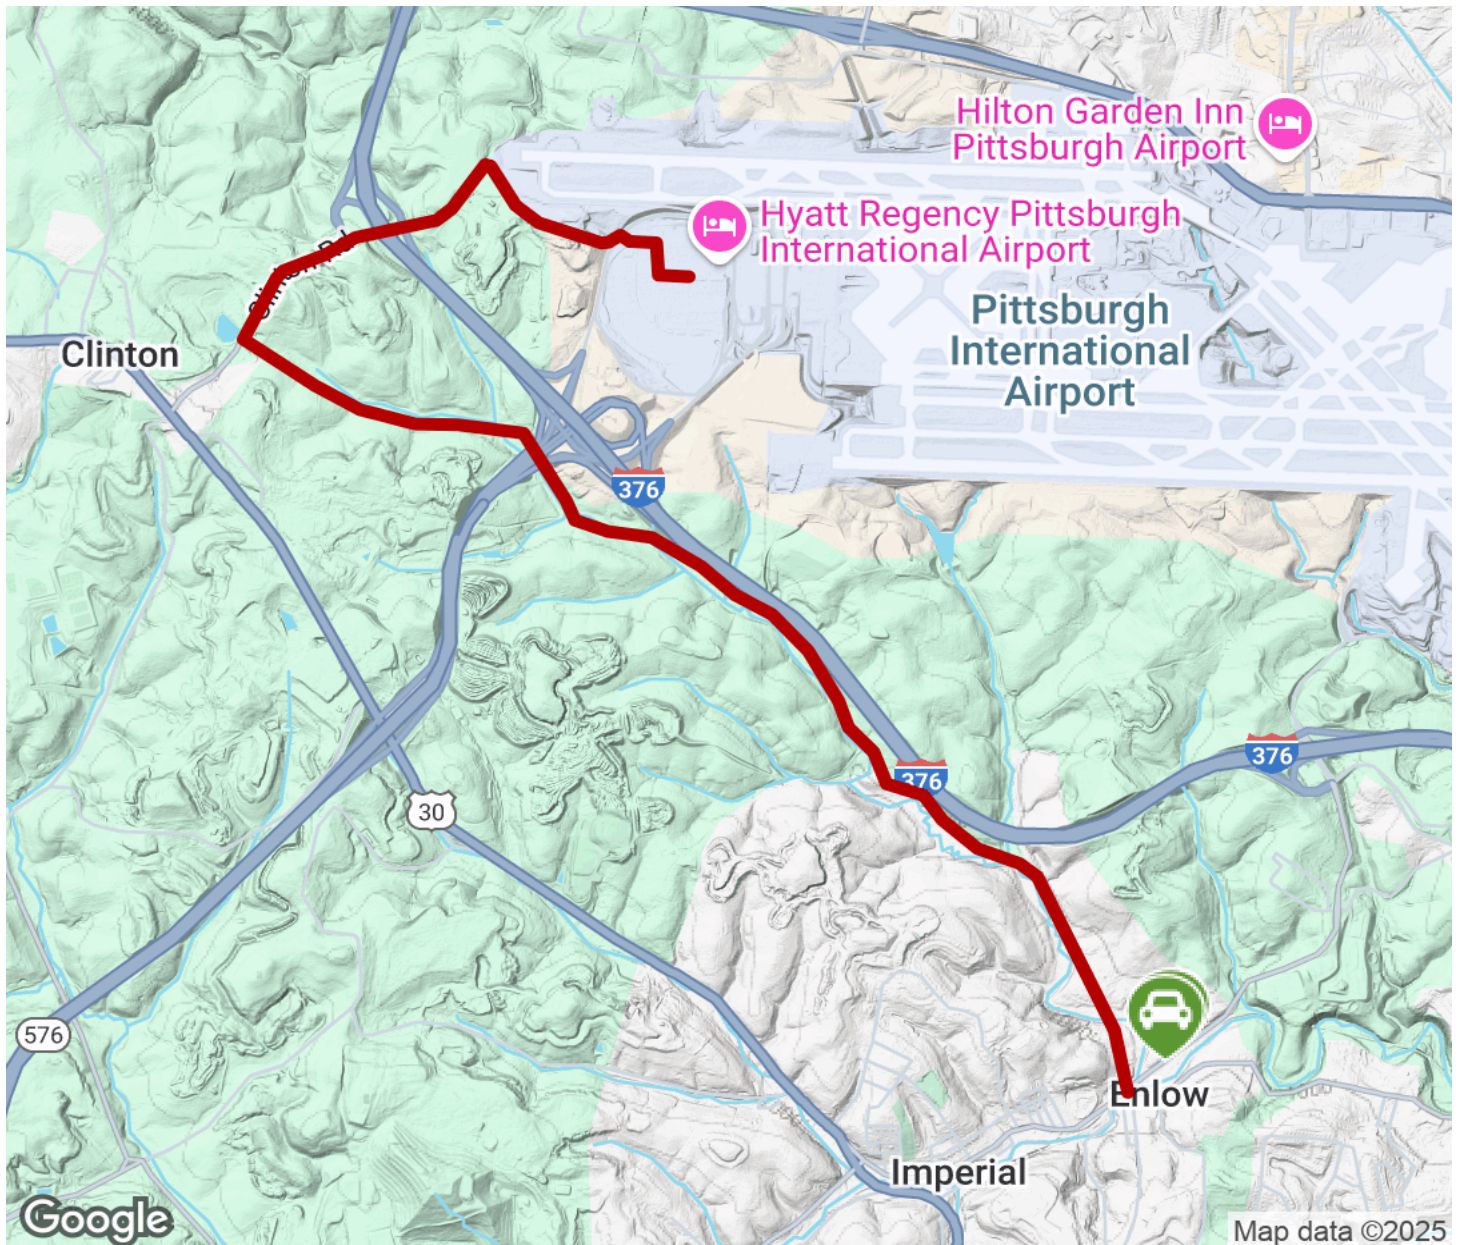 Hilton Garden Inn
Pittsburgh Airport
Hyatt Regency Pittsburgh
International Airport
Pittsburgh
International
Airport
Clinton
376
376
376
30
576
Enlow
Imperial
Google
Map data ©2025